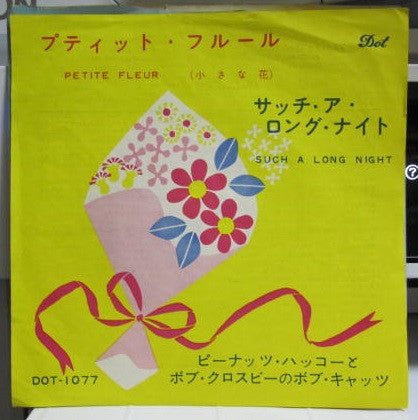 プティット・フルール
Dot
PETITE FLEUR (小さな花)
サッチ・ア・
ロング・ナイト
SUCH A LONG NIGHT
ピーナッツ・ハッコーと
DOT-1077
ボブ・クロスビーのボブ・キャッツ